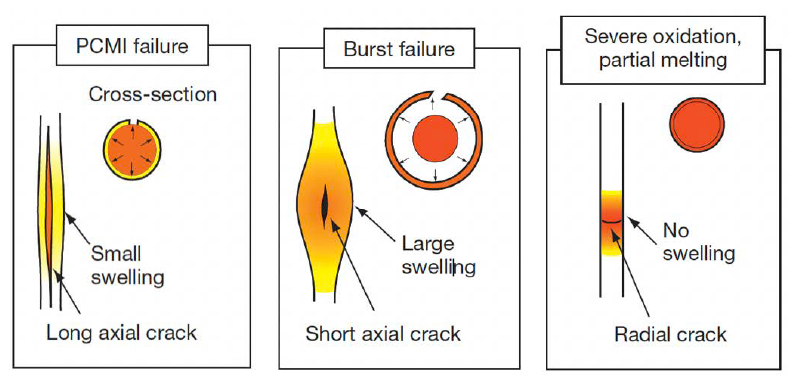 PCMI failure
Cross-section
Small
swelling
Long axial crack
Burst failure
Large
swelling
Short axial crack
Severe oxidation,
partial melting
No
swelling
Radial crack